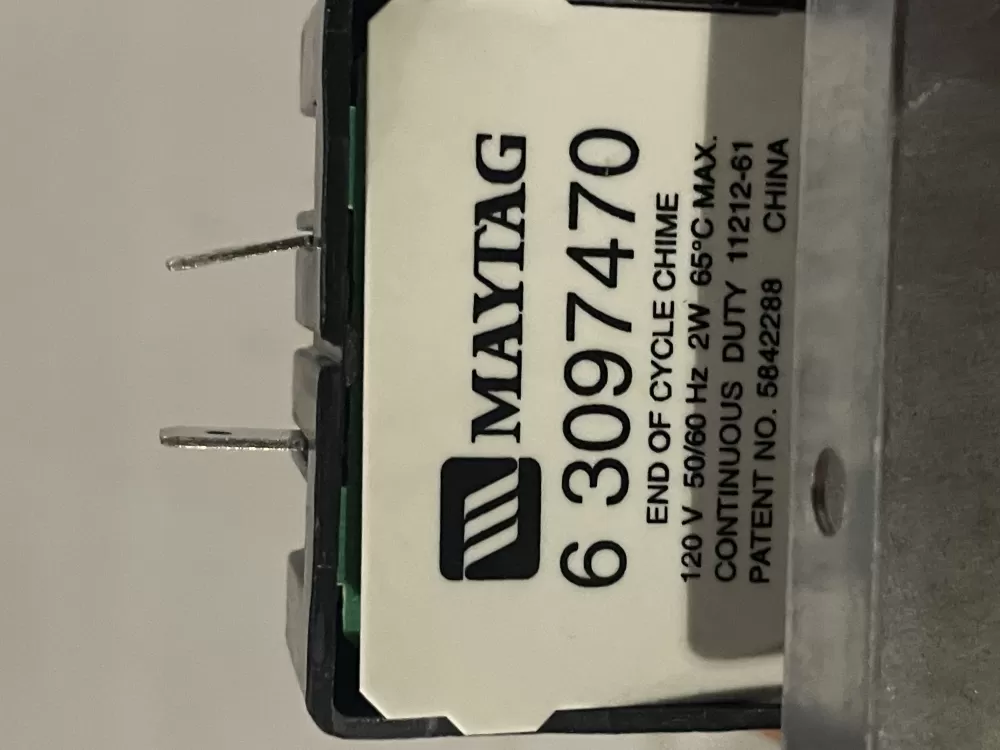 MAYTAG
6 3097470
END OF CYCLE CHIME
120 V 50/60 Hz 2W 65°C MAX.
CONTINUOUS DUTY 11212-61
PATENT NO. 5842288 CHINA